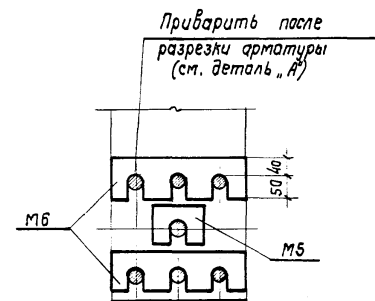 Приварить после
разрезки арматуры
(см. деталь „А")
40
50
М6
М5